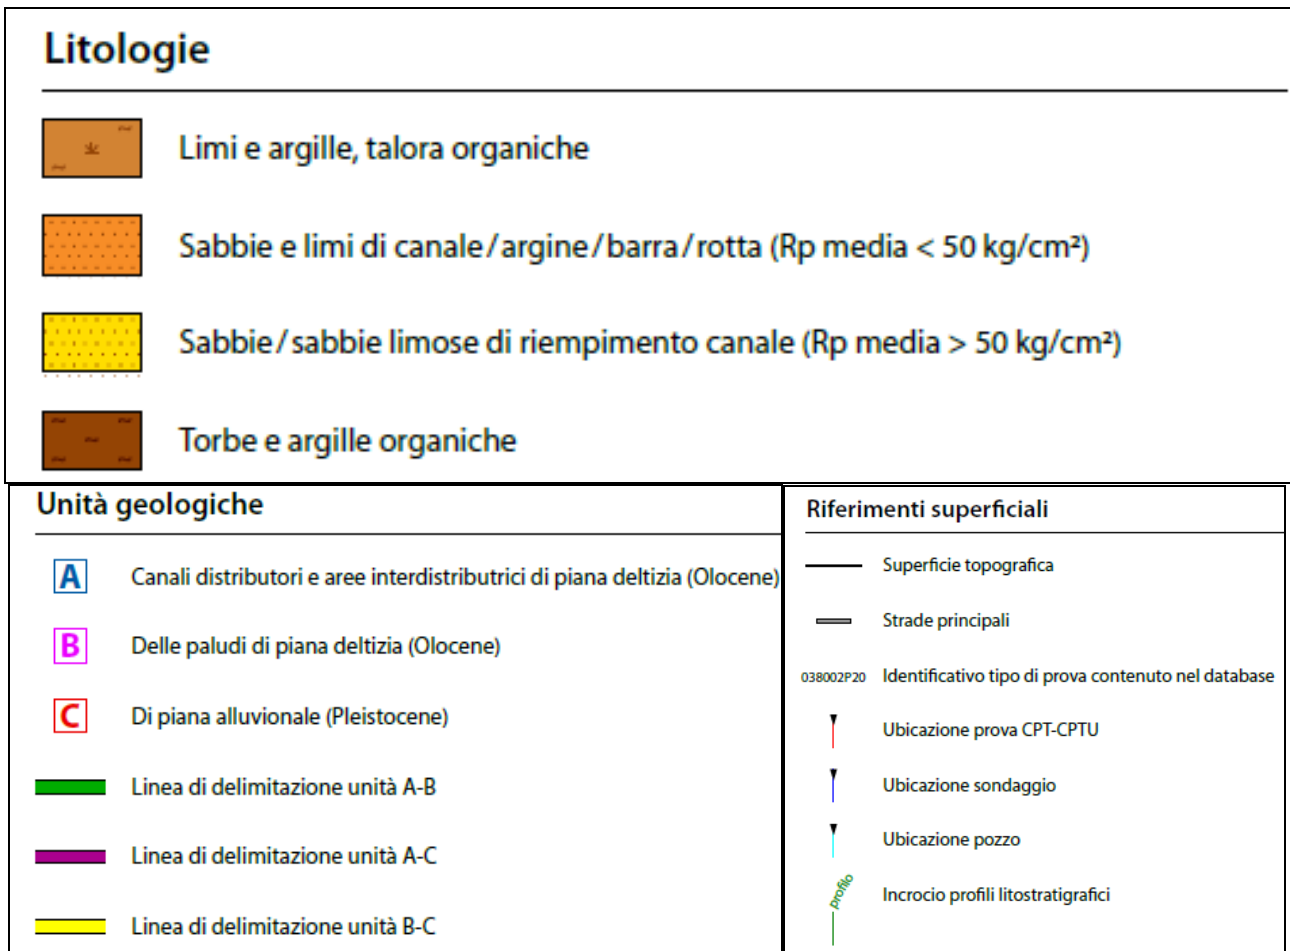 Litologie
Limi e argille, talora organiche
Sabbie e limi di canale/argine/barra/rotta (Rp media < 50 kg/cm²)
Sabbie/sabbie limose di riempimento canale (Rp media > 50 kg/cm²)
Torbe e argille organiche
Unità geologiche
A Canali distributori e aree interdistributrici di piana deltizia (Olocene)
B Delle paludi di piana deltizia (Olocene)
C Di piana alluvionale (Pleistocene)
Linea di delimitazione unità A-B
Linea di delimitazione unità A-C
Linea di delimitazione unità B-C
Riferimenti superficiali
Superficie topografica
Strade principali
038002P20 Identificativo tipo di prova contenuto nel database
Ubicazione prova CPT-CPTU
Ubicazione sondaggio
Ubicazione pozzo
profilo Incrocio profili litostratigrafici